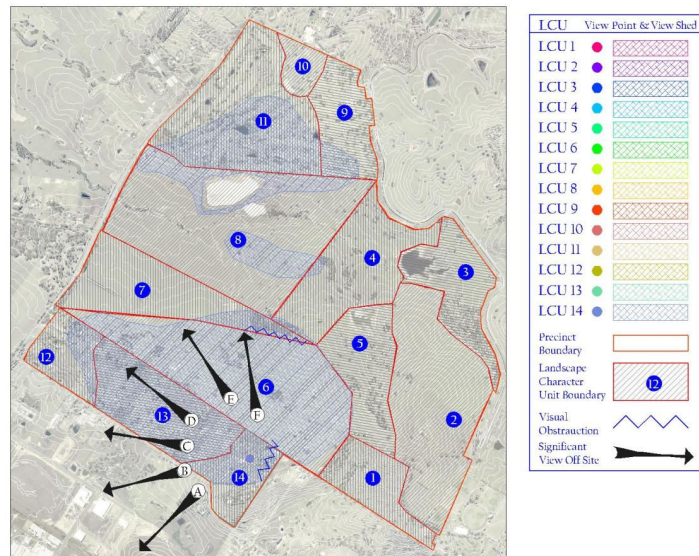 10
9
11
4
3
8
7
5
12
6
E
F
D
13
2
C
B
14
1
A
LCU View Point & View Shed
LCU 1
LCU 2
LCU 3
LCU 4
LCU 5
LCU 6
LCU 7
LCU 8
LCU 9
LCU 10
LCU 11
LCU 12
LCU 13
LCU 14
Precinct
Boundary
Landscape
Character
Unit Boundary
12
Visual
Obstrauction
Significant
View Off Site